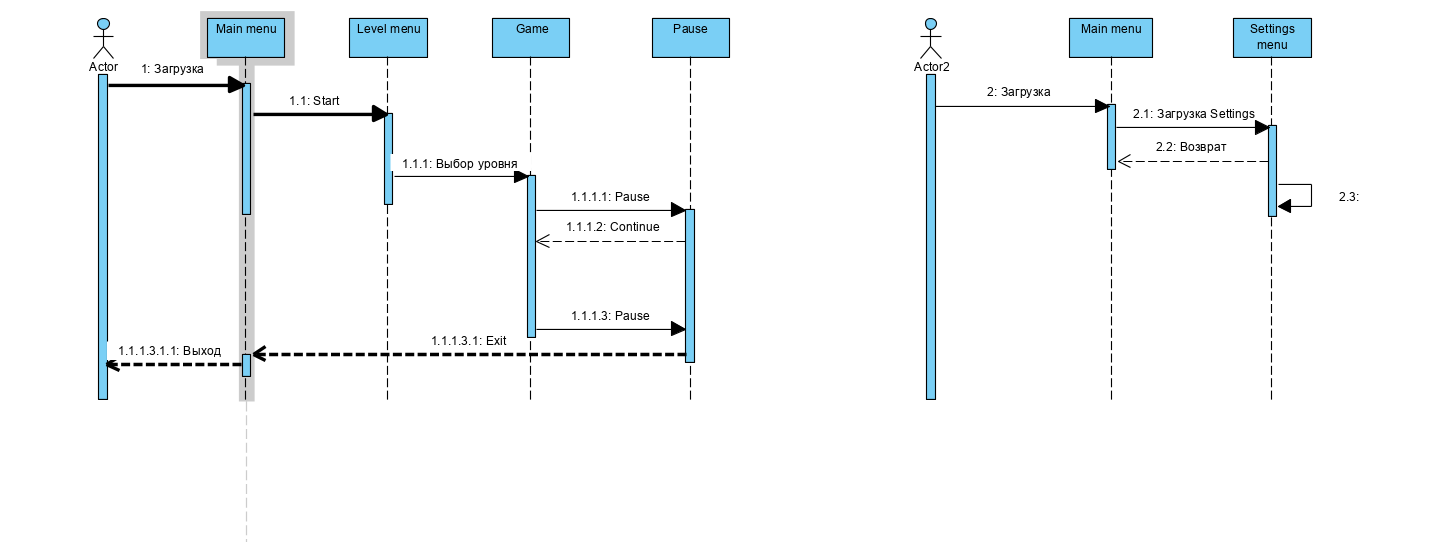 Main menu
Level menu
Game
Pause
Actor
1: Загрузка
1.1: Start
1.1.1: Выбор уровня
1.1.1.1: Pause
1.1.1.2: Continue
1.1.1.3: Pause
1.1.1.3.1: Exit
1.1.1.3.1.1: Выход
Main menu
Settings
menu
Actor2
2: Загрузка
2.1: Загрузка Settings
2.2: Возврат
2.3: